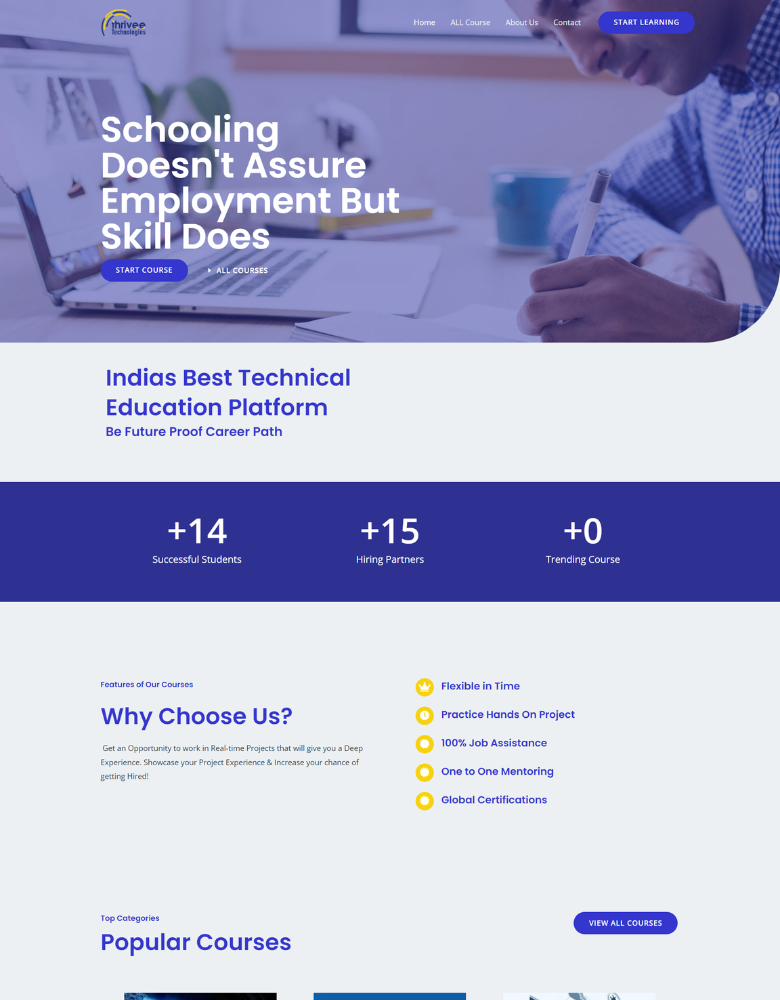 thrivee
Technologies
Home
ALL Course
About Us
Contact
START LEARNING
Schooling
Doesn't Assure
Employment But
Skill Does
START COURSE
ALL COURSES
Indias Best Technical
Education Platform
Be Future Proof Career Path
+14
Successful Students
+15
Hiring Partners
+0
Trending Course
Features of Our Courses
Why Choose Us?
Get an Opportunity to work in Real-time Projects that will give you a Deep
Experience. Showcase your Project Experience & Increase your chance of
getting Hired!
Flexible in Time
Practice Hands On Project
100% Job Assistance
One to One Mentoring
Global Certifications
Top Categories
Popular Courses
VIEW ALL COURSES